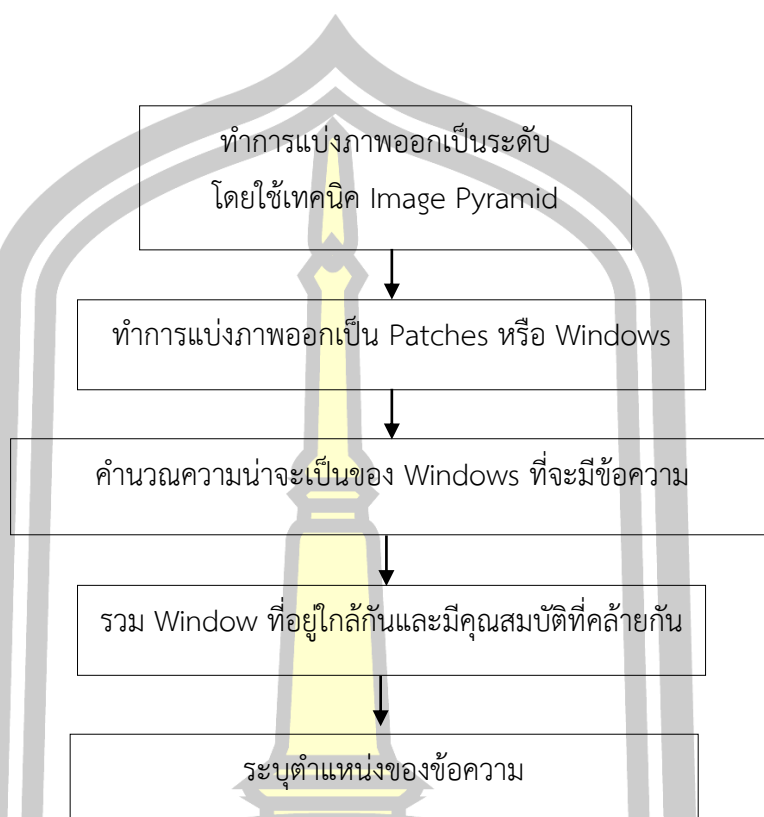 ทำการแบ่งภาพออกเป็นระดับ
โดยใช้เทคนิค Image Pyramid
ทำการแบ่งภาพออกเป็น Patches หรือ Windows
คำนวณความน่าจะเป็นของ Windows ที่จะมีข้อความ
รวม Window ที่อยู่ใกล้กันและมีคุณสมบัติที่คล้ายกัน
ระบุตำแหน่งของข้อความ